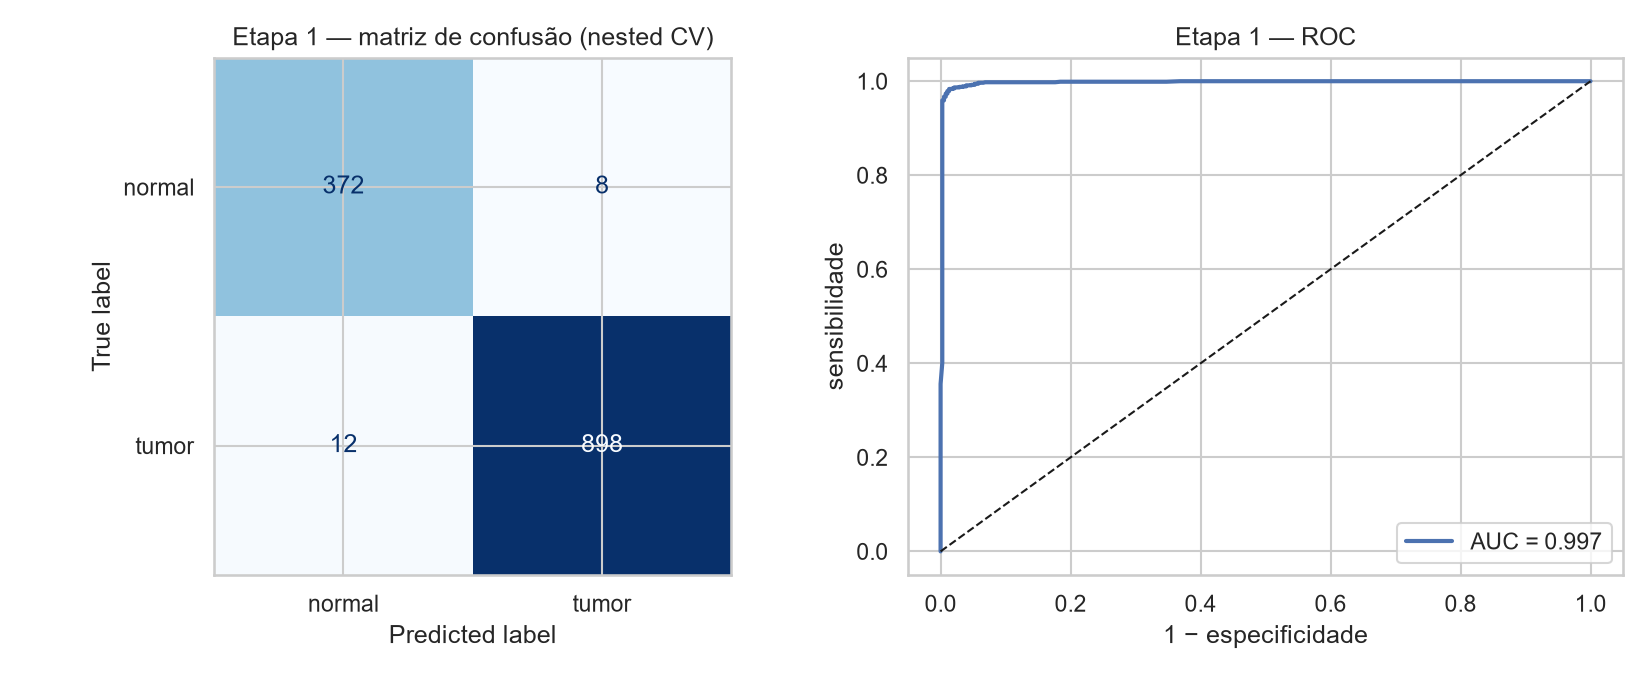 Etapa 1 — matriz de confusão (nested CV)
normal
372
8
tumor
12
898
True label
normal
tumor
Predicted label
Etapa 1 — ROC
1.0
0.8
0.6
0.4
0.2
0.0
sensibilidade
AUC = 0.997
0.0
0.2
0.4
0.6
0.8
1.0
1 − especificidade